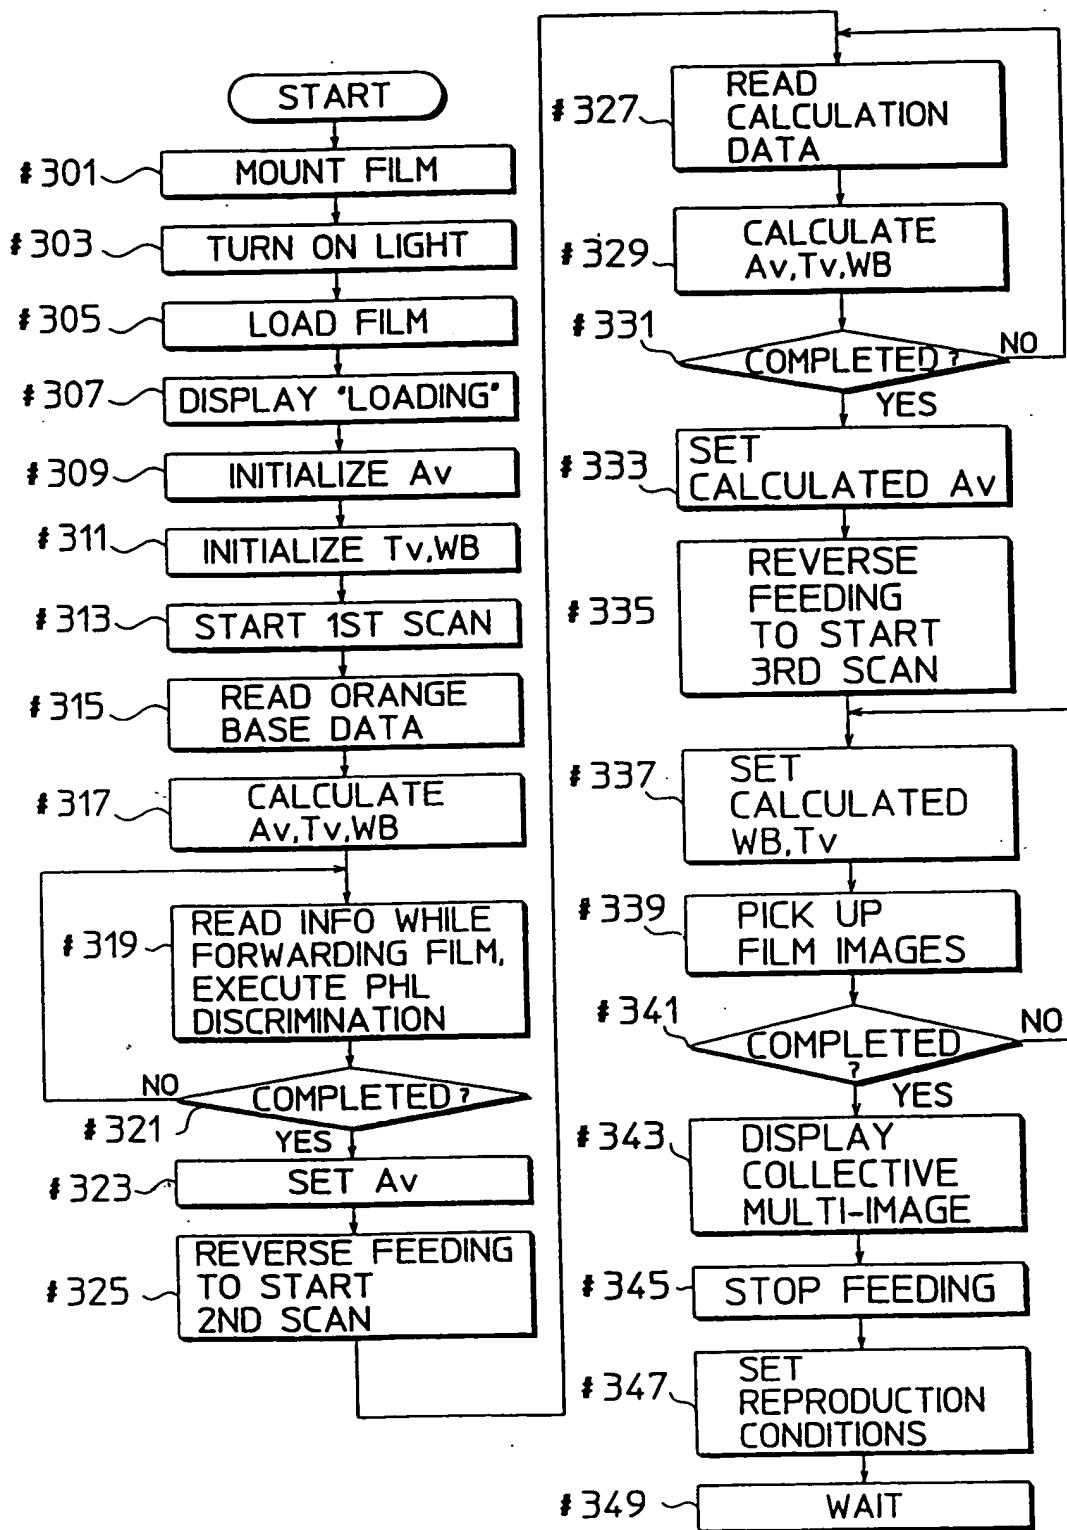 START
#301
MOUNT FILM
#303
TURN ON LIGHT
#305
LOAD FILM
#307
DISPLAY "LOADING"
#309
INITIALIZE Av
#311
INITIALIZE Tv,WB
#313
START 1ST SCAN
#315
READ ORANGE
BASE DATA
#317
CALCULATE
Av,Tv,WB
#319
READ INFO WHILE
FORWARDING FILM,
EXECUTE PHL
DISCRIMINATION
NO
COMPLETED?
#321
YES
#323
SET Av
#325
REVERSE FEEDING
TO START
2ND SCAN
#327
READ
CALCULATION
DATA
#329
CALCULATE
Av,Tv,WB
#331
COMPLETED?
NO
YES
#333
SET
CALCULATED Av
#335
REVERSE
FEEDING
TO START
3RD SCAN
#337
SET
CALCULATED
WB,Tv
#339
PICK UP
FILM IMAGES
#341
COMPLETED
?
NO
YES
#343
DISPLAY
COLLECTIVE
MULTI-IMAGE
#345
STOP FEEDING
#347
SET
REPRODUCTION
CONDITIONS
#349
WAIT